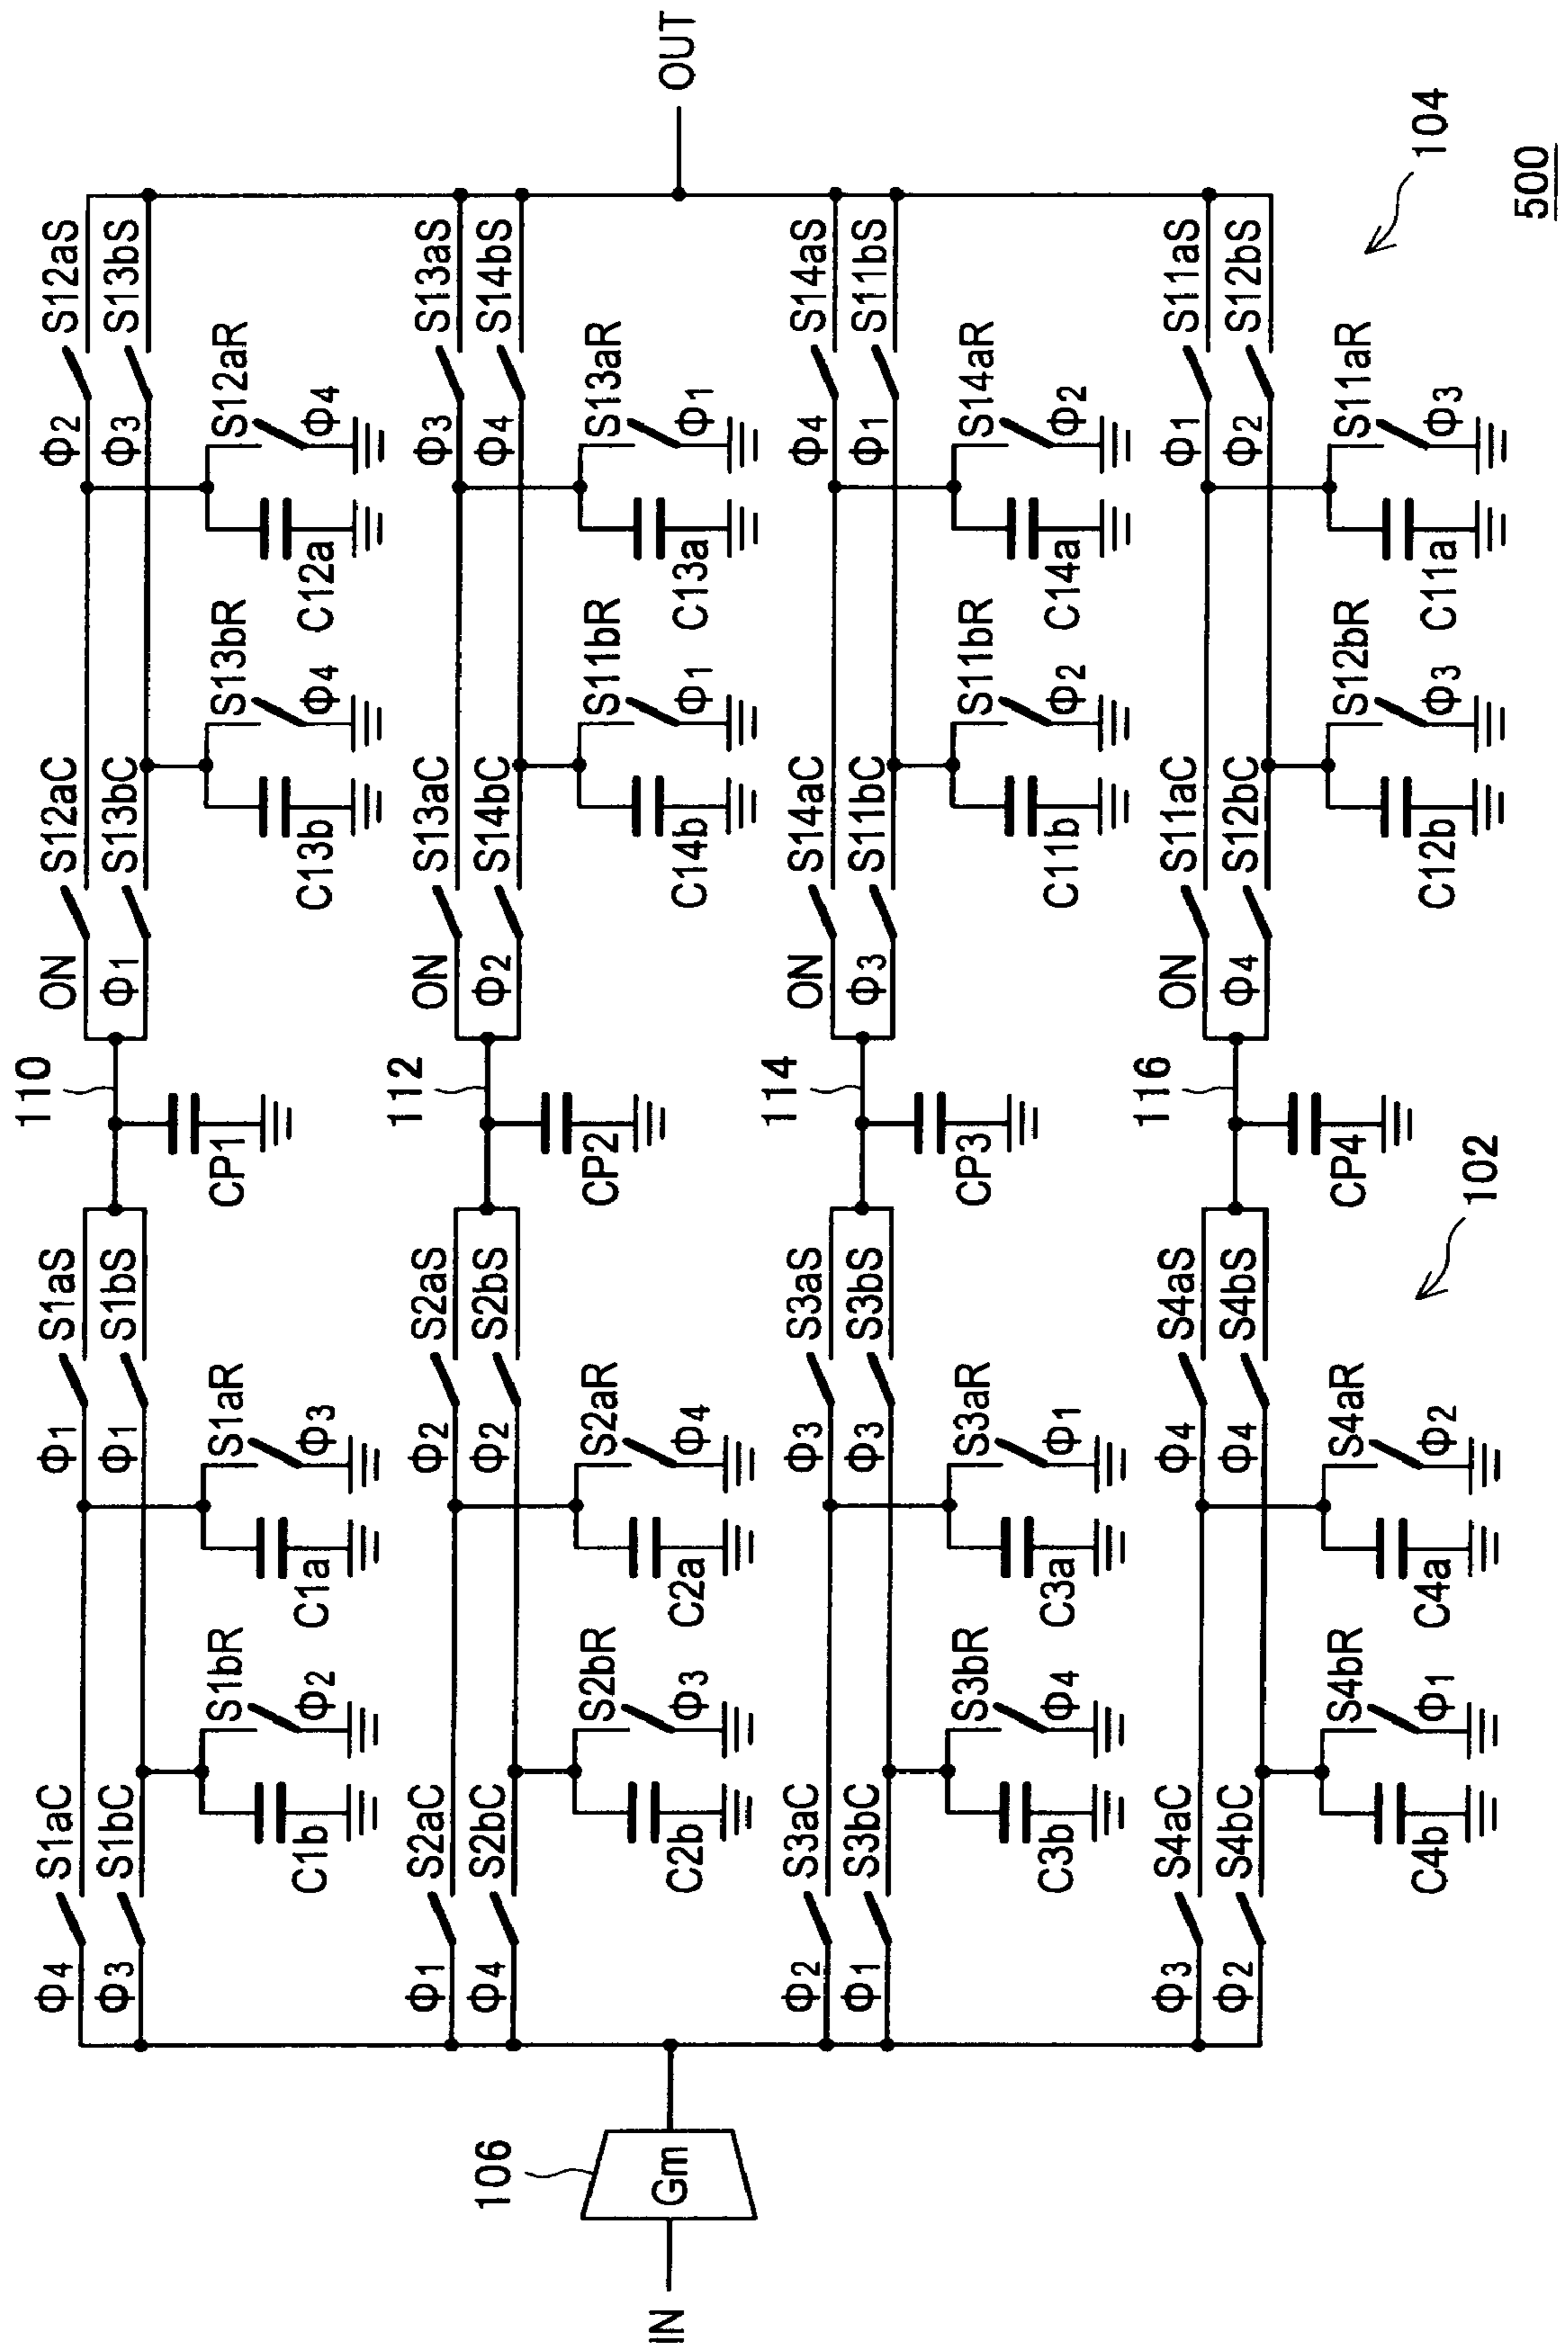 500
104
102
IN
106
Gm
OUT
Φ4 S1aC
Φ3 S1bC
C1b
S1bR
Φ2
C1a
S1aR
Φ3
Φ1 S1aS
Φ1 S1bS
110
CP1
ON S12aC
Φ1 S13bC
C13b
S13bR
Φ4
C12a
S12aR
Φ4
Φ2 S12aS
Φ3 S13bS
Φ1 S2aC
Φ4 S2bC
C2b
S2bR
Φ3
C2a
S2aR
Φ4
Φ2 S2aS
Φ2 S2bS
112
CP2
ON S13aC
Φ2 S14bC
C14b
S11bR
Φ1
C13a
S13aR
Φ1
Φ3 S13aS
Φ4 S14bS
Φ2 S3aC
Φ1 S3bC
C3b
S3bR
Φ4
C3a
S3aR
Φ1
Φ3 S3aS
Φ3 S3bS
114
CP3
ON S14aC
Φ3 S11bC
C11b
S11bR
Φ2
C14a
S14aR
Φ2
Φ4 S14aS
Φ1 S11bS
Φ3 S4aC
Φ2 S4bC
C4b
S4bR
Φ1
C4a
S4aR
Φ2
Φ4 S4aS
Φ4 S4bS
116
CP4
ON S11aC
Φ4 S12bC
C12b
S12bR
Φ3
C11a
S11aR
Φ3
Φ1 S11aS
Φ2 S12bS